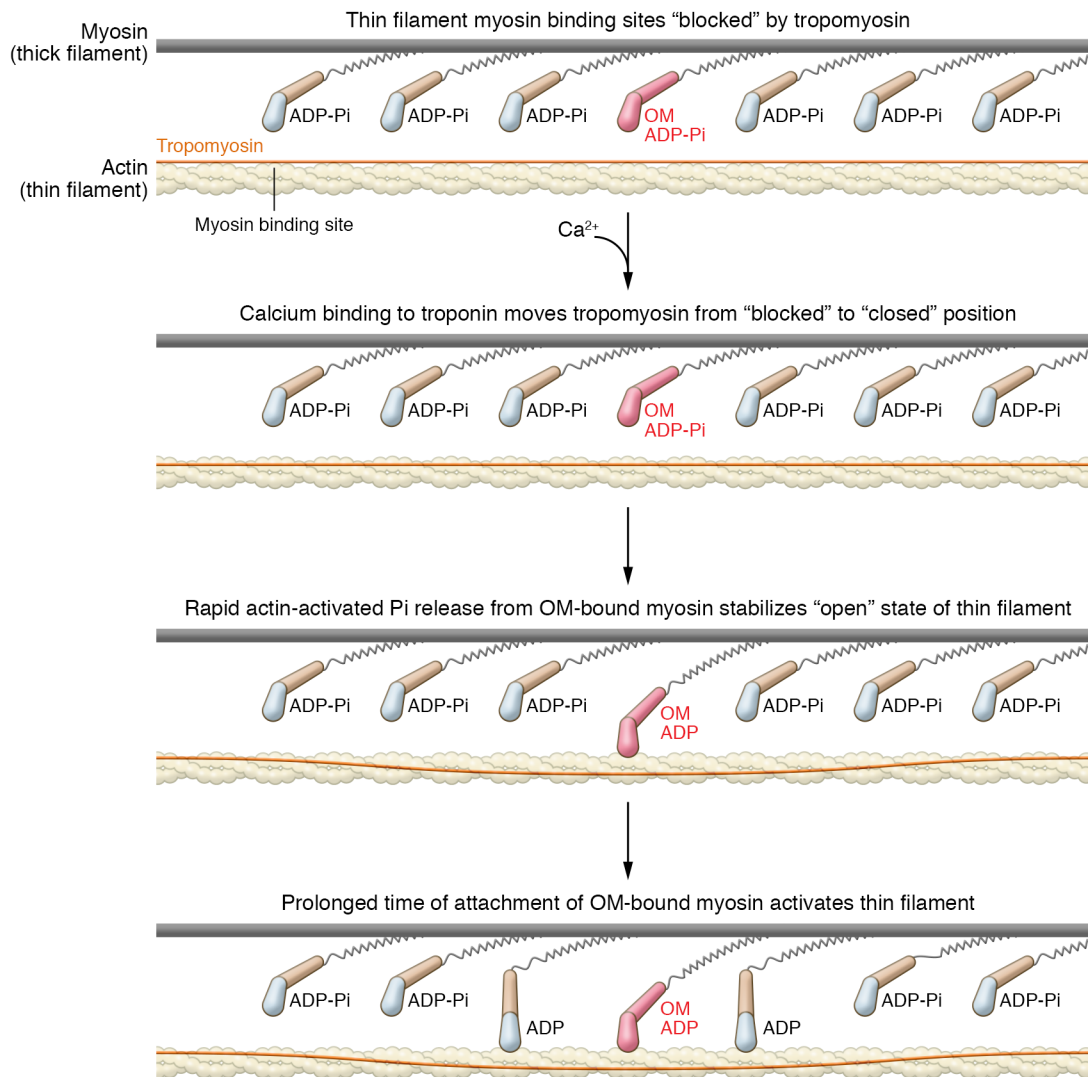 Thin filament myosin binding sites “blocked” by tropomyosin
Myosin
(thick filament)
ADP-Pi
ADP-Pi
ADP-Pi
OM
ADP-Pi
ADP-Pi
ADP-Pi
ADP-Pi
Tropomyosin
Actin
(thin filament)
Myosin binding site
Ca²⁺
Calcium binding to troponin moves tropomyosin from “blocked” to “closed” position
ADP-Pi
ADP-Pi
ADP-Pi
OM
ADP-Pi
ADP-Pi
ADP-Pi
ADP-Pi
Rapid actin-activated Pi release from OM-bound myosin stabilizes “open” state of thin filament
ADP-Pi
ADP-Pi
ADP-Pi
OM
ADP
ADP-Pi
ADP-Pi
ADP-Pi
Prolonged time of attachment of OM-bound myosin activates thin filament
ADP-Pi
ADP-Pi
ADP
OM
ADP
ADP
ADP-Pi
ADP-Pi